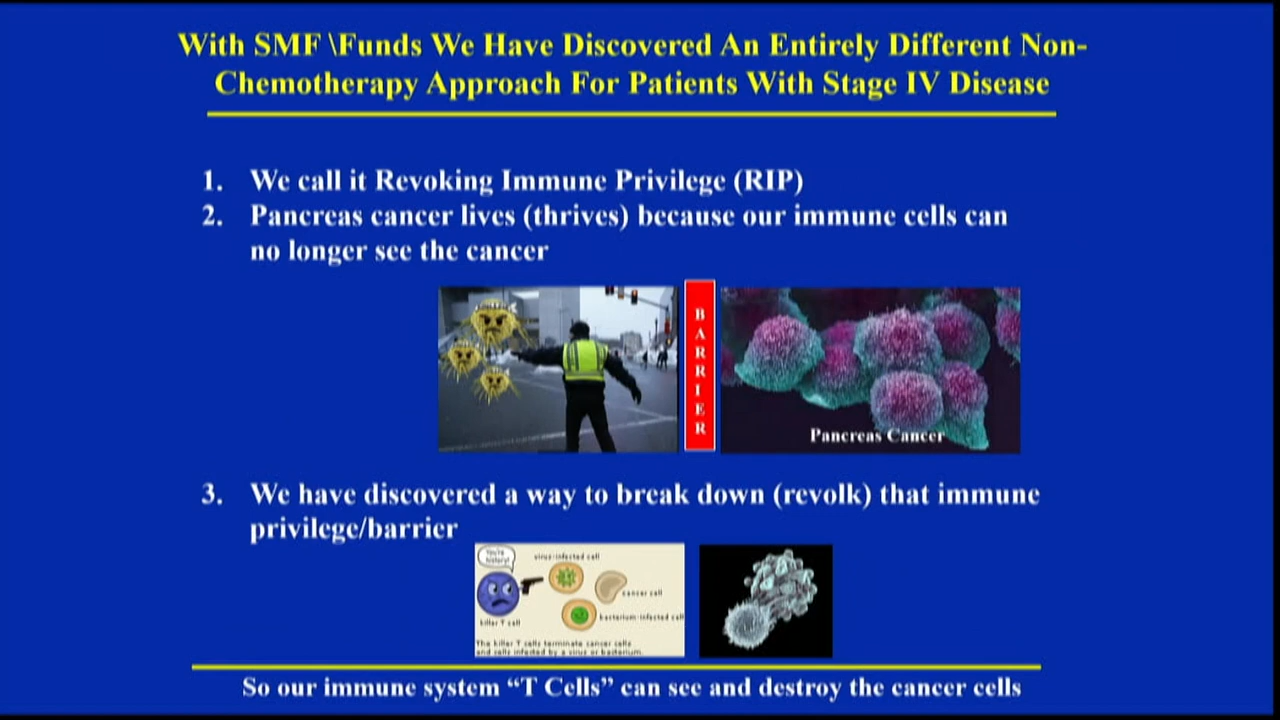 With SMF \Funds We Have Discovered An Entirely Different Non-
Chemotherapy Approach For Patients With Stage IV Disease
1. We call it Revoking Immune Privilege (RIP)
2. Pancreas cancer lives (thrives) because our immune cells can
no longer see the cancer
BARRIER
Pancreas Cancer
3. We have discovered a way to break down (revolk) that immune
privilege/barrier
You're
history!
virus-infected cell
cancer cell
bacterium-infected cell
killer T cell
The killer T cells terminate cancer cells
and cells infected by a virus or bacterium.
So our immune system “T Cells” can see and destroy the cancer cells